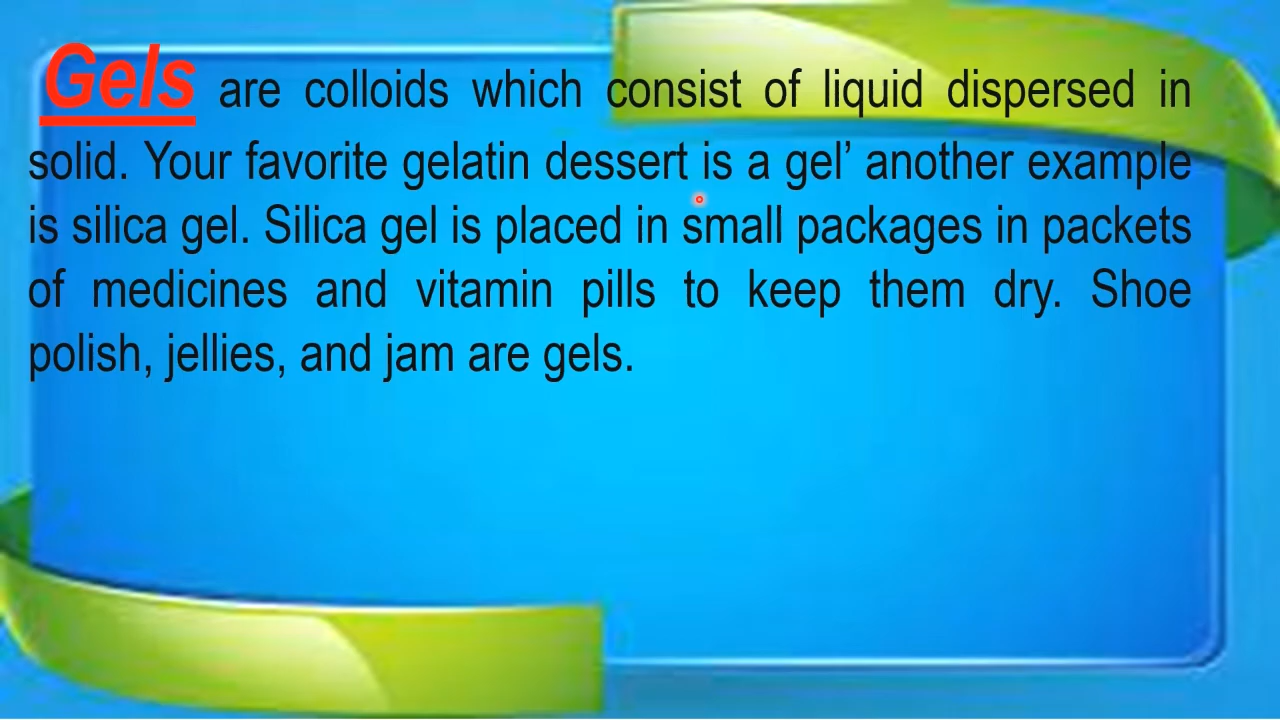 Gels are colloids which consist of liquid dispersed in
solid. Your favorite gelatin dessert is a gel’ another example
is silica gel. Silica gel is placed in small packages in packets
of medicines and vitamin pills to keep them dry. Shoe
polish, jellies, and jam are gels.